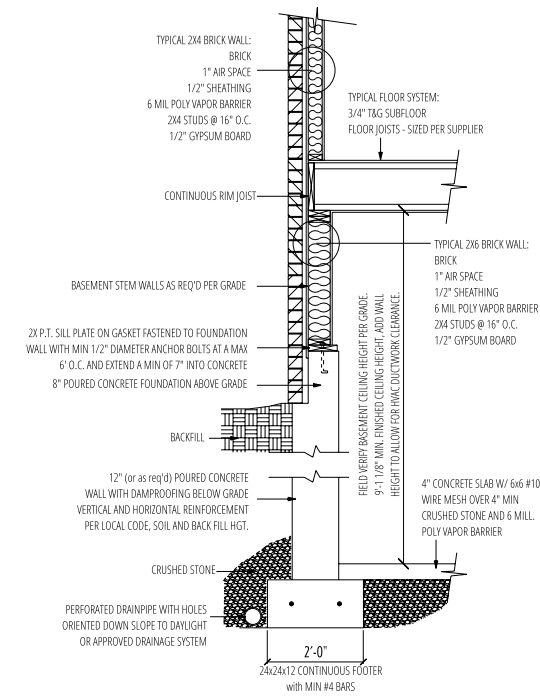 TYPICAL 2X4 BRICK WALL:
BRICK
1" AIR SPACE
1/2" SHEATHING
6 MIL POLY VAPOR BARRIER
2X4 STUDS @ 16" O.C.
1/2" GYPSUM BOARD
TYPICAL FLOOR SYSTEM:
3/4" T&G SUBFLOOR
FLOOR JOISTS - SIZED PER SUPPLIER
CONTINUOUS RIM JOIST
TYPICAL 2X6 BRICK WALL:
BRICK
1" AIR SPACE
1/2" SHEATHING
6 MIL POLY VAPOR BARRIER
2X4 STUDS @ 16" O.C.
1/2" GYPSUM BOARD
BASEMENT STEM WALLS AS REQ'D PER GRADE
2X P.T. SILL PLATE ON GASKET FASTENED TO FOUNDATION
WALL WITH MIN 1/2" DIAMETER ANCHOR BOLTS AT A MAX
6' O.C. AND EXTEND A MIN OF 7" INTO CONCRETE
8" POURED CONCRETE FOUNDATION ABOVE GRADE
FIELD VERIFY BASEMENT CEILING HEIGHT PER GRADE.
9'-1 1/8" MIN. FINISHED CEILING HEIGHT, ADD WALL
HEIGHT TO ALLOW FOR HVAC DUCTWORK CLEARANCE.
BACKFILL
12" (or as req'd) POURED CONCRETE
WALL WITH DAMPROOFING BELOW GRADE
VERTICAL AND HORIZONTAL REINFORCEMENT
PER LOCAL CODE, SOIL AND BACK FILL HGT.
4" CONCRETE SLAB W/ 6x6 #10
WIRE MESH OVER 4" MIN
CRUSHED STONE AND 6 MILL.
POLY VAPOR BARRIER
CRUSHED STONE
PERFORATED DRAINPIPE WITH HOLES
ORIENTED DOWN SLOPE TO DAYLIGHT
OR APPROVED DRAINAGE SYSTEM
2'-0"
24x24x12 CONTINUOUS FOOTER
with MIN #4 BARS